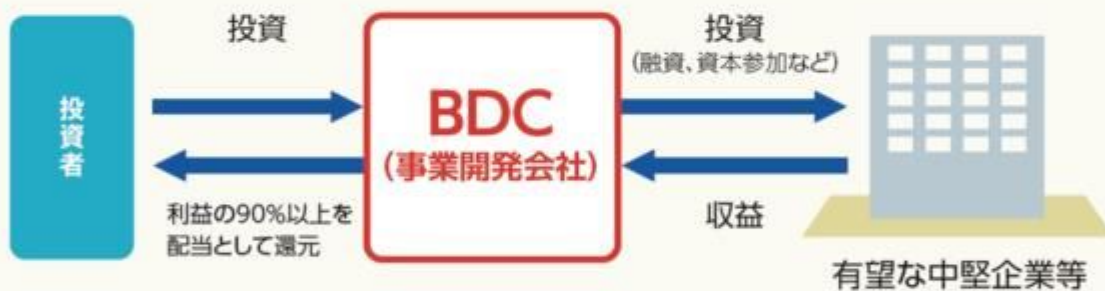 投資者
投資
利益の90%以上を
配当として還元
BDC
(事業開発会社)
投資
(融資、資本参加など)
収益
有望な中堅企業等